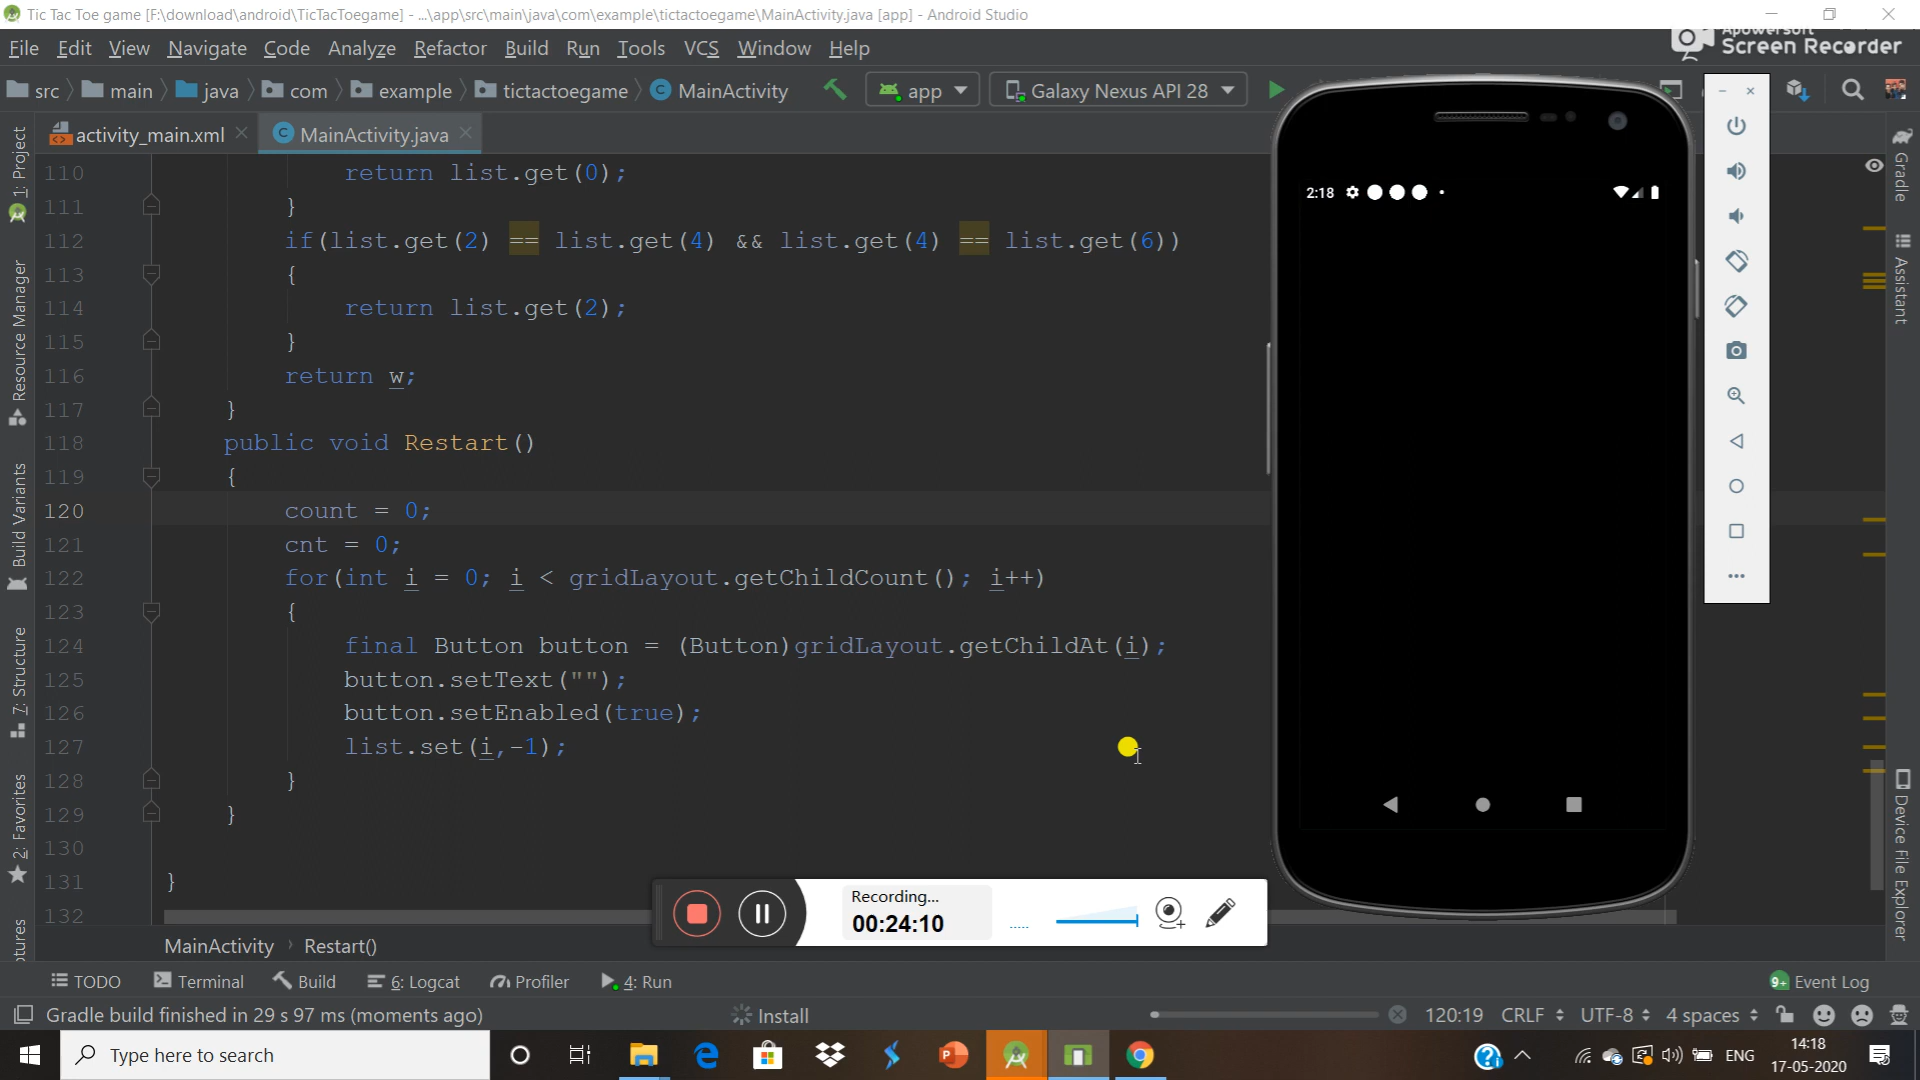 Tic Tac Toe game [F:\download\android\TicTacToegame] - ...\app\src\main\java\com\example\tictactoegame\MainActivity.java [app] - Android Studio
File Edit View Navigate Code Analyze Refactor Build Run Tools VCS Window Help
Apowersoft
Screen Recorder
src main java com example tictactoegame MainActivity app Galaxy Nexus API 28
activity_main.xml MainActivity.java
110 return list.get(0);
111 }
112 if(list.get(2) == list.get(4) && list.get(4) == list.get(6))
113 {
114 return list.get(2);
115 }
116 return w;
117 }
118 public void Restart()
119 {
120 count = 0;
121 cnt = 0;
122 for(int i = 0; i < gridLayout.getChildCount(); i++)
123 {
124 final Button button = (Button)gridLayout.getChildAt(i);
125 button.setText("");
126 button.setEnabled(true);
127 list.set(i,-1);
128 }
129 }
130
131 }
132
1: Project
Resource Manager
Build Variants
7: Structure
2: Favorites
2:18
Gradle
Assistant
Device File Explorer
Recording...
00:24:10
MainActivity Restart()
TODO Terminal Build 6: Logcat Profiler 4: Run 9+ Event Log
Gradle build finished in 29 s 97 ms (moments ago) Install 120:19 CRLF UTF-8 4 spaces
Type here to search
ENG
14:18
17-05-2020